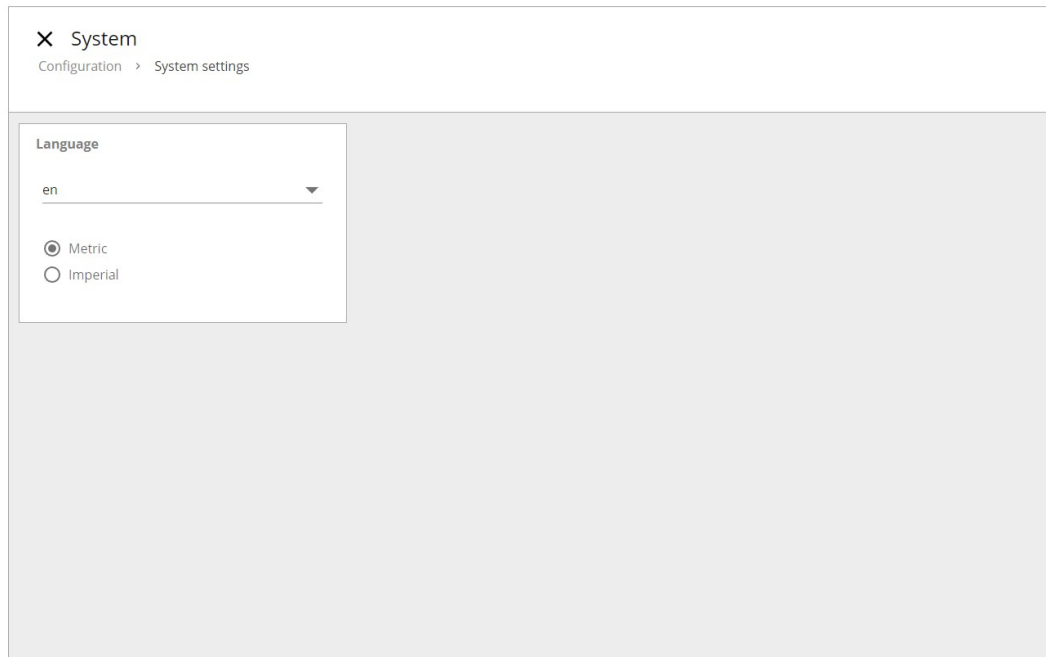 System
Configuration > System settings
Language
en
Metric
Imperial